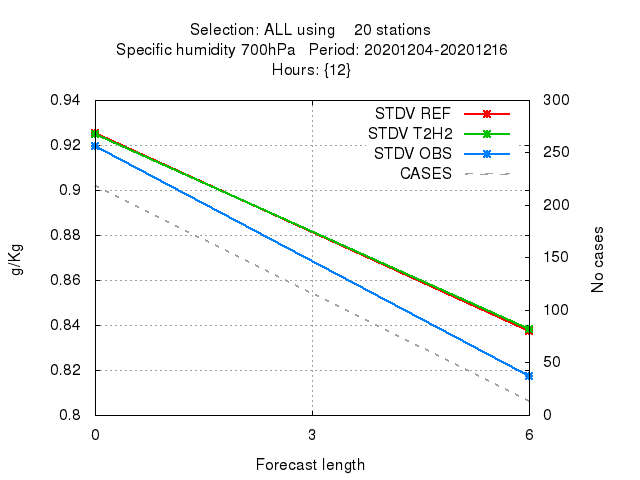 Selection: ALL using 20 stations
Specific humidity 700hPa Period: 20201204-20201216
Hours: {12}
STDV REF
STDV T2H2
STDV OBS
CASES
0.94
0.92
0.9
0.88
0.86
0.84
0.82
0.8
300
250
200
150
100
50
0
g/Kg
No cases
0
3
6
Forecast length